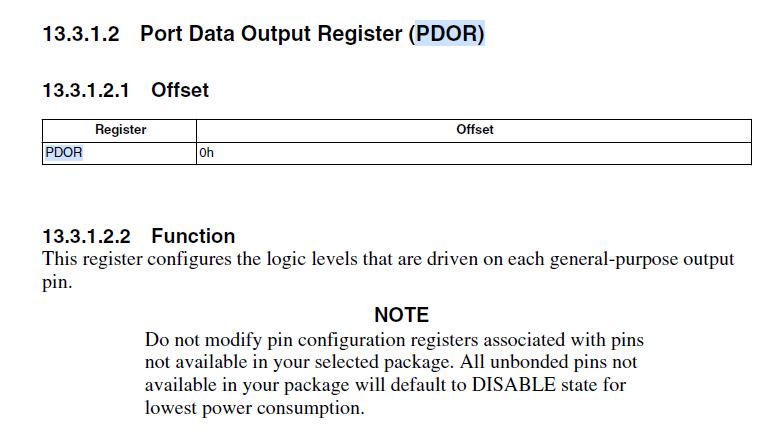 13.3.1.2 Port Data Output Register (PDOR)
13.3.1.2.1 Offset
Register Offset
PDOR 0h
13.3.1.2.2 Function
This register configures the logic levels that are driven on each general-purpose output
pin.
NOTE
Do not modify pin configuration registers associated with pins
not available in your selected package. All unbonded pins not
available in your package will default to DISABLE state for
lowest power consumption.